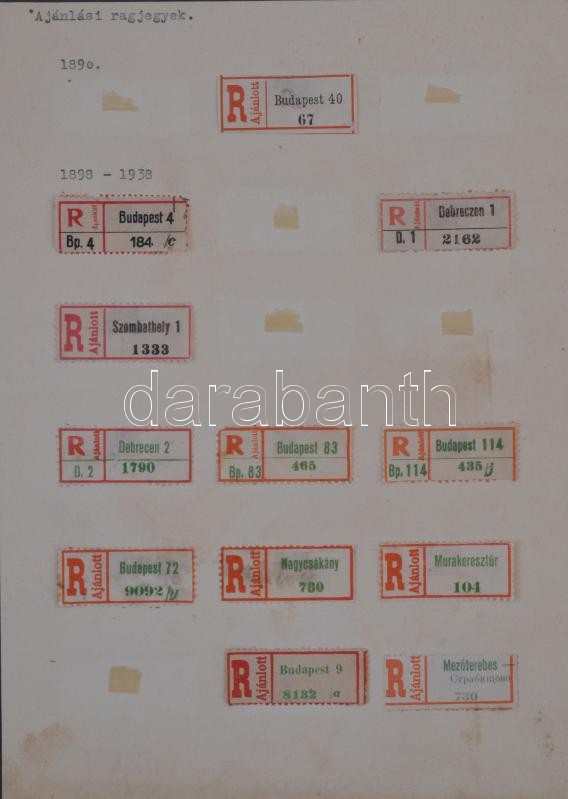 Ajánlási ragjegyek.
189o.
R Ajánlott Budapest 40
67
1898 - 1938
R Ajánlott Budapest 4
Bp. 4 184 /c
R Ajánlott Debreczen 1
D. 1 2162
R Ajánlott Szombathely 1
1333
darabanth
R Ajánlott Debrecen 2
D. 2 1790
R Ajánlott Budapest 83
Bp. 83 465
R Ajánlott Budapest 114
Bp. 114 435 /j
R Ajánlott Budapest 72
9092 /y
R Ajánlott Nagycsákány
730
R Ajánlott Murakeresztúr
104
R Ajánlott Budapest 9
8132 /a
R Ajánlott Mezőterebes —
Страбищово
730